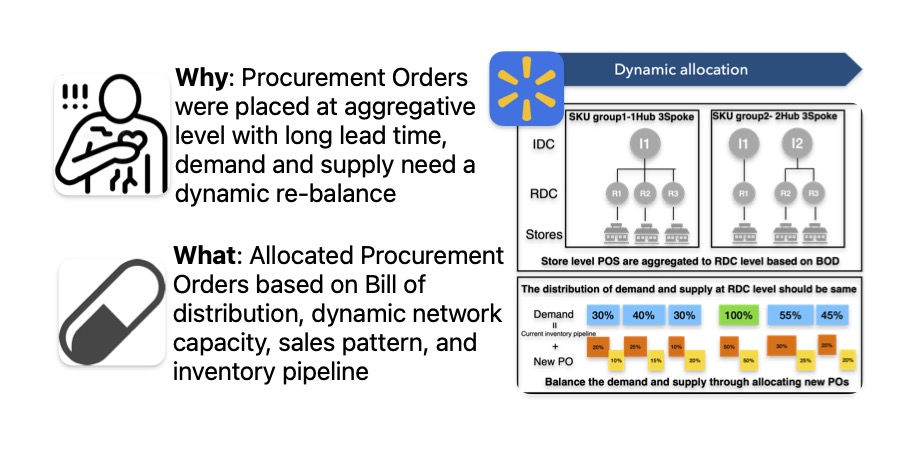 !!!
Why: Procurement Orders
were placed at aggregative
level with long lead time,
demand and supply need a
dynamic re-balance
What: Allocated Procurement
Orders based on Bill of
distribution, dynamic network
capacity, sales pattern, and
inventory pipeline
Dynamic allocation
SKU group1-1Hub 3Spoke
SKU group2- 2Hub 3Spoke
IDC
I1
I1
I2
RDC
R1
R2
R3
R1
R2
R3
Stores
Store level POS are aggregated to RDC level based on BOD
The distribution of demand and supply at RDC level should be same
Demand
30%
40%
30%
100%
55%
45%
=
Current inventory pipeline
20%
25%
10%
50%
30%
25%
+
New PO
10%
15%
20%
50%
25%
20%
Balance the demand and supply through allocating new POs